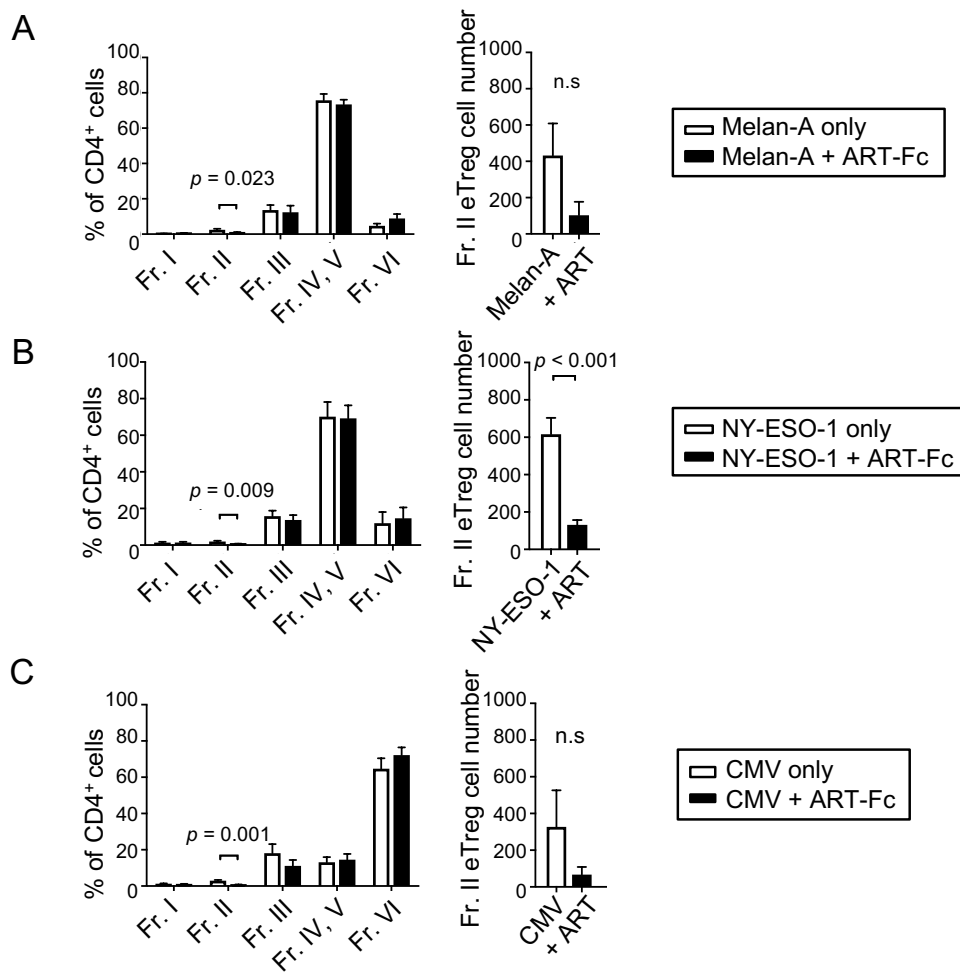 A
% of CD4+ cells
100
80
60
40
20
0
p = 0.023
Fr. I
Fr. II
Fr. III
Fr. IV, V
Fr. VI
Fr. II eTreg cell number
1000
800
600
400
200
0
n.s
Melan-A
+ ART
Melan-A only
Melan-A + ART-Fc
B
% of CD4+ cells
100
80
60
40
20
0
p = 0.009
Fr. I
Fr. II
Fr. III
Fr. IV, V
Fr. VI
Fr. II eTreg cell number
1000
800
600
400
200
0
p < 0.001
NY-ESO-1
+ ART
NY-ESO-1 only
NY-ESO-1 + ART-Fc
C
% of CD4+ cells
100
80
60
40
20
0
p = 0.001
Fr. I
Fr. II
Fr. III
Fr. IV, V
Fr. VI
Fr. II eTreg cell number
1000
800
600
400
200
0
n.s
CMV
+ ART
CMV only
CMV + ART-Fc